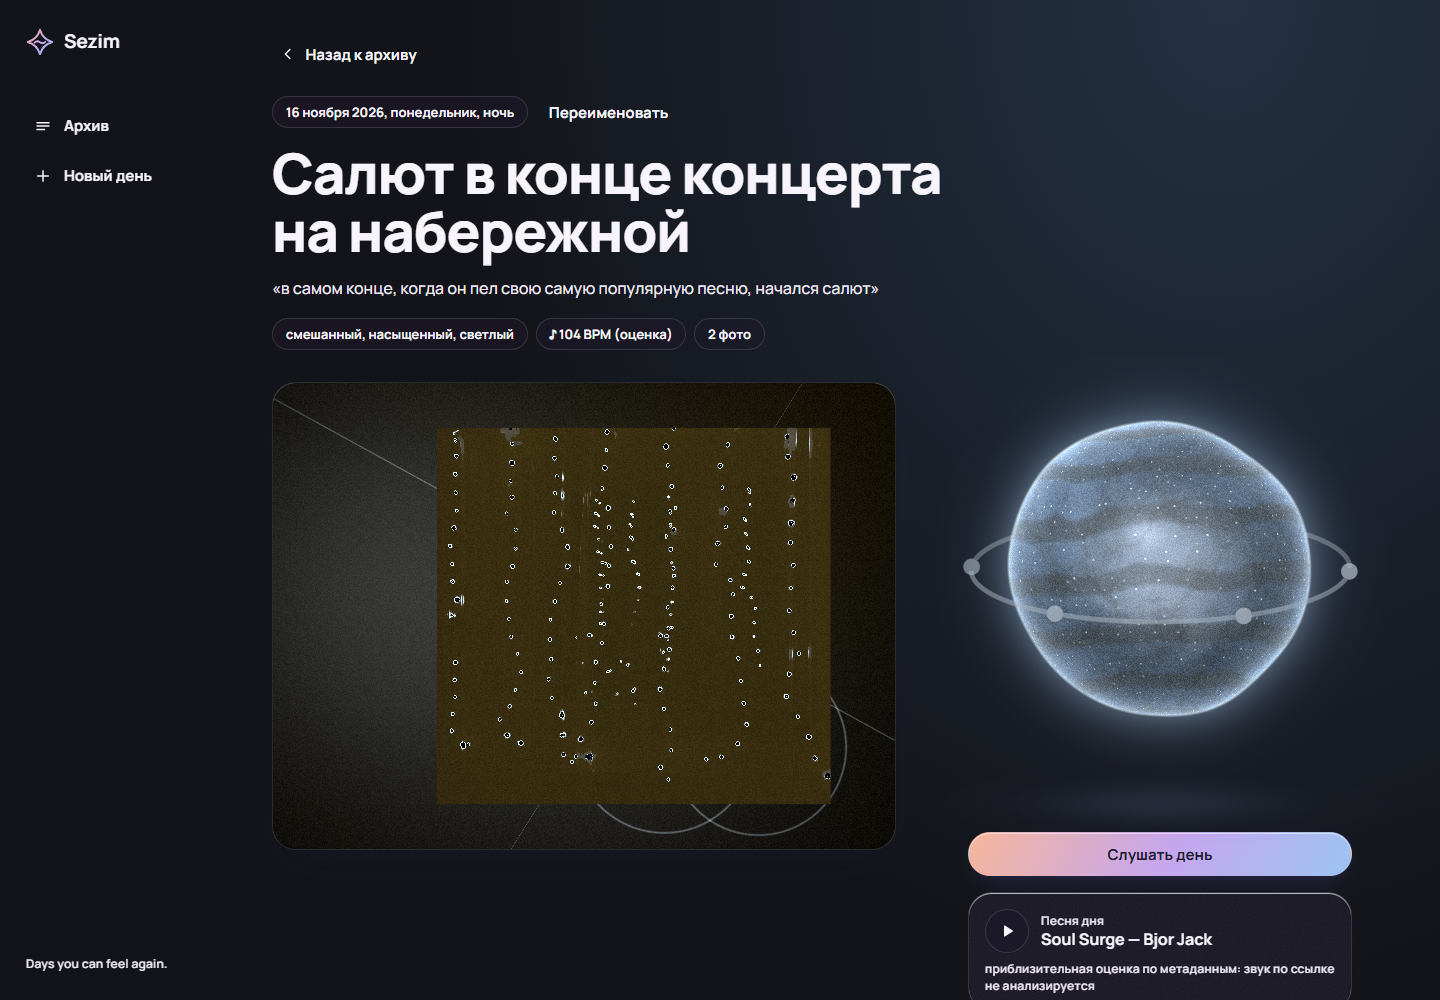 Sezim
Назад к архиву
16 ноября 2026, понедельник, ночь
Переименовать
Архив
Новый день
Салют в конце концерта
на набережной
«в самом конце, когда он пел свою самую популярную песню, начался салют»
смешанный, насыщенный, светлый
♪ 104 BPM (оценка)
2 фото
Слушать день
Песня дня
Soul Surge — Bjor Jack
приблизительная оценка по метаданным: звук по ссылке
не анализируется
Days you can feel again.